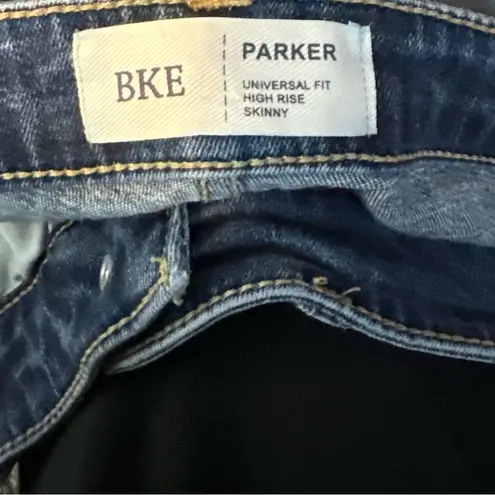 BKE
PARKER
UNIVERSAL FIT
HIGH RISE
SKINNY